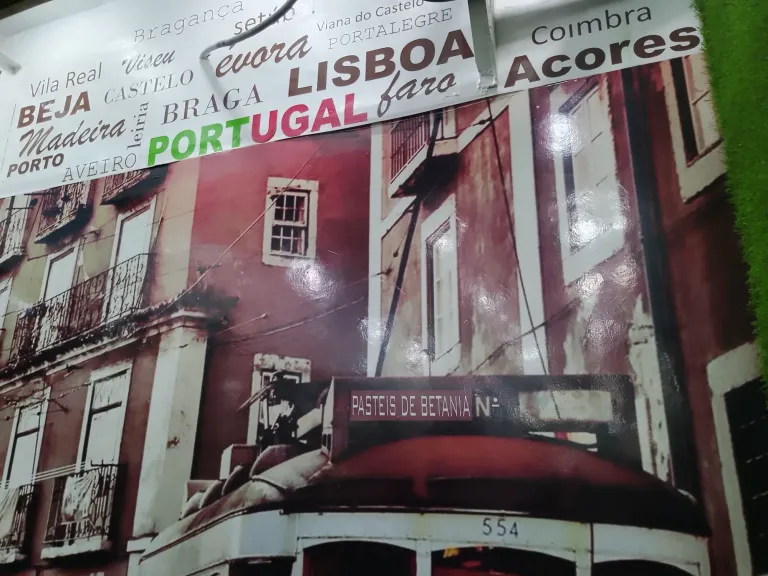 Bragança
setúb
Viana do Castelo
Coimbra
Vila Real
Viseu
evora
PORTALEGRE
LISBOA
Acores
BEJA
CASTELO
BRAGA
faro
Madeira
leiria
PORTUGAL
PORTO
AVEIRO
PASTEIS DE BETANIA Nº
554